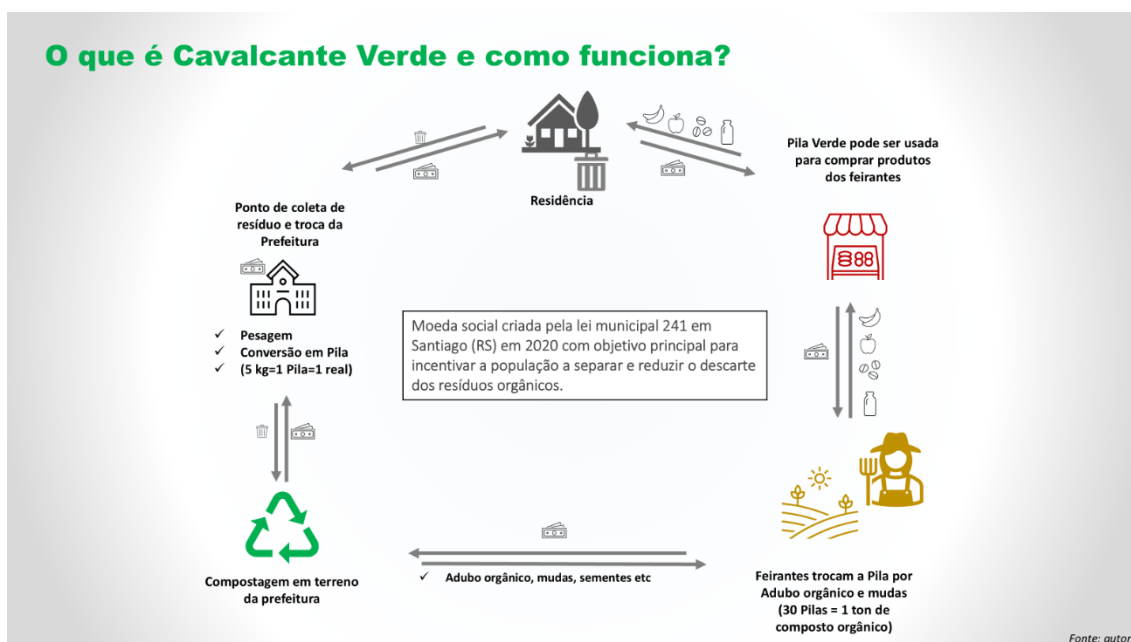 O que é Cavalcante Verde e como funciona?
Residência
Pila Verde pode ser usada
para comprar produtos
dos feirantes
Ponto de coleta de
resíduo e troca da
Prefeitura
✓ Pesagem
✓ Conversão em Pila
✓ (5 kg=1 Pila=1 real)
Moeda social criada pela lei municipal 241 em
Santiago (RS) em 2020 com objetivo principal para
incentivar a população a separar e reduzir o descarte
dos resíduos orgânicos.
✓ Adubo orgânico, mudas, sementes etc
Compostagem em terreno
da prefeitura
Feirantes trocam a Pila por
Adubo orgânico e mudas
(30 Pilas = 1 ton de
composto orgânico)
Fonte: autor